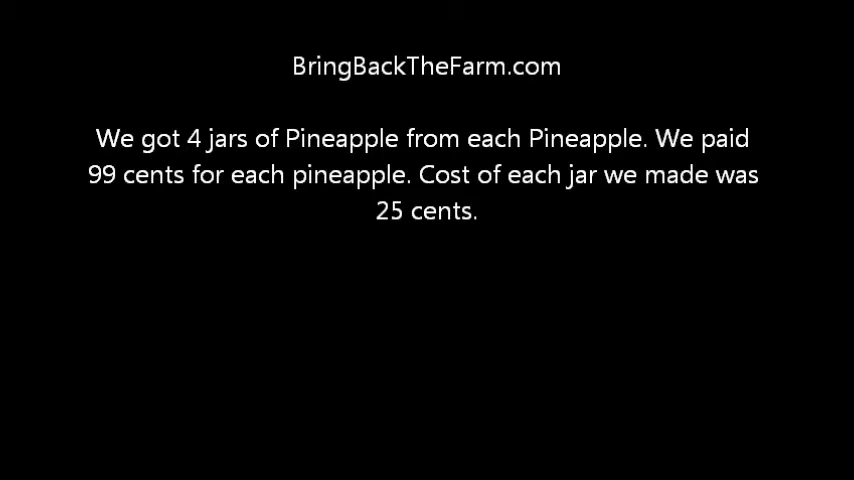 BringBackTheFarm.com
We got 4 jars of Pineapple from each Pineapple. We paid
99 cents for each pineapple. Cost of each jar we made was
25 cents.